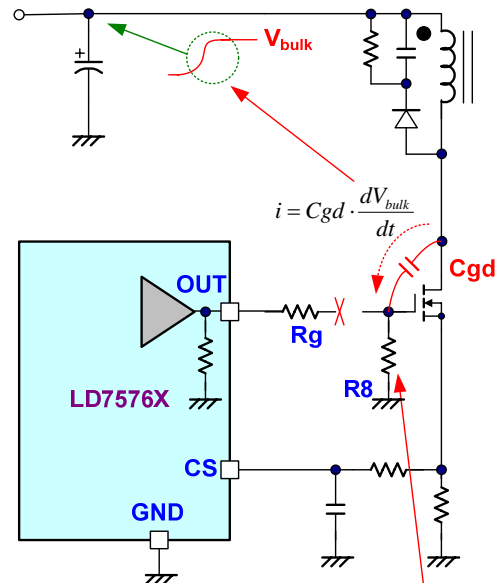 +
Vbulk
i = Cgd · dVbulk / dt
Cgd
OUT
Rg
R8
LD7576X
CS
GND